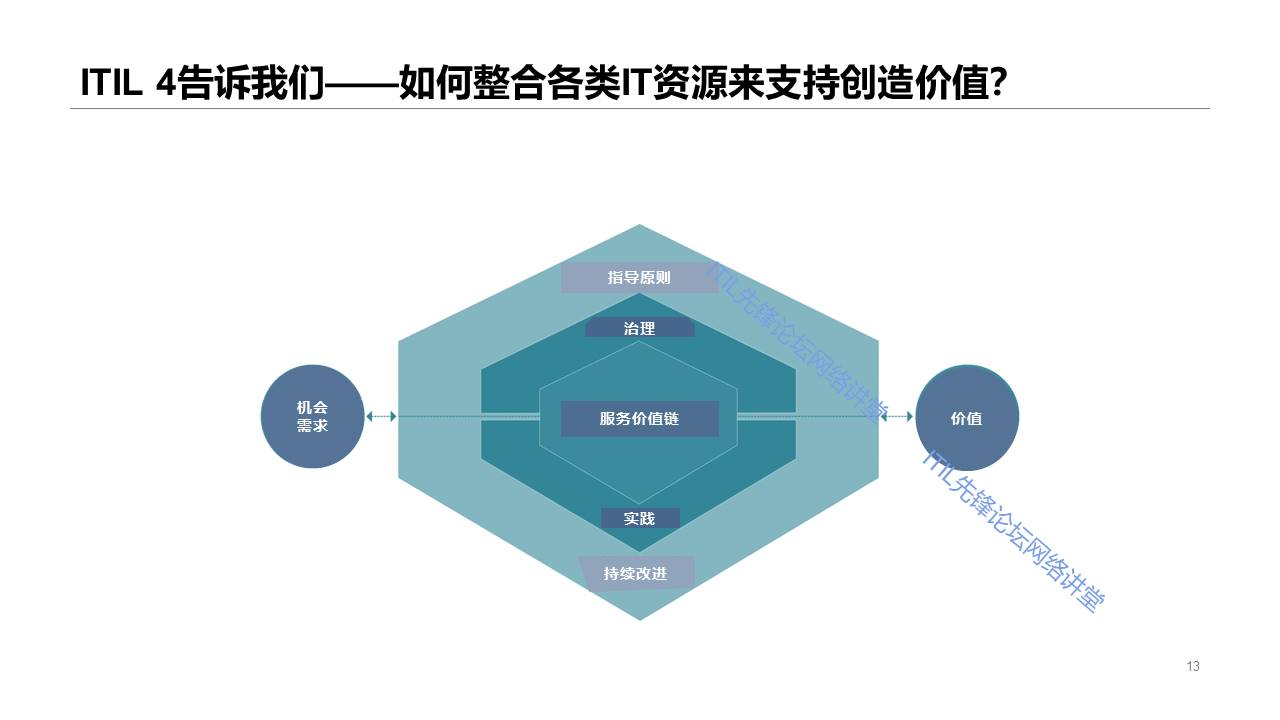 ITIL 4告诉我们——如何整合各类IT资源来支持创造价值？
指导原则
治理
机会
需求
服务价值链
价值
实践
持续改进
ITIL先锋论坛网络讲堂
ITIL先锋论坛网络讲堂
13